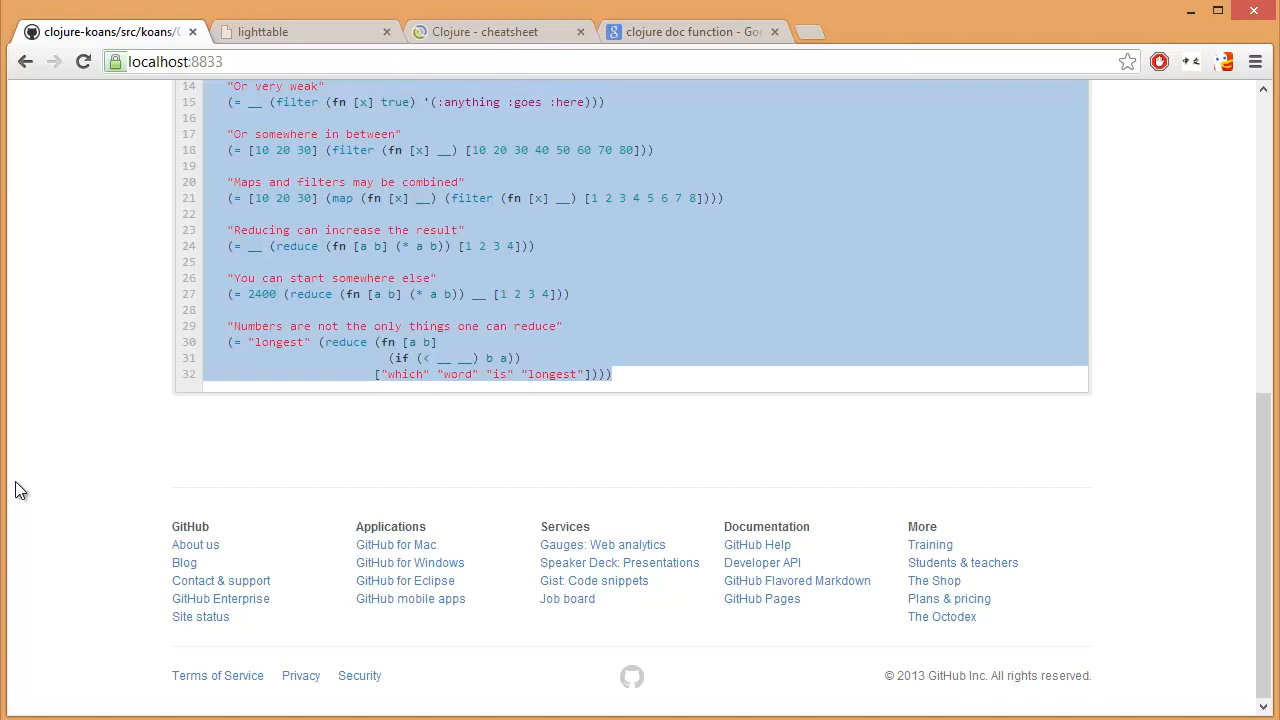 clojure-koans/src/koans/
lighttable
Clojure - cheatsheet
clojure doc function - Goo
localhost:8833
14 "Or very weak"
15 (= __ (filter (fn [x] true) '(:anything :goes :here)))
16
17 "Or somewhere in between"
18 (= [10 20 30] (filter (fn [x] __) [10 20 30 40 50 60 70 80]))
19
20 "Maps and filters may be combined"
21 (= [10 20 30] (map (fn [x] __) (filter (fn [x] __) [1 2 3 4 5 6 7 8])))
22
23 "Reducing can increase the result"
24 (= __ (reduce (fn [a b] (* a b)) [1 2 3 4]))
25
26 "You can start somewhere else"
27 (= 2400 (reduce (fn [a b] (* a b)) __ [1 2 3 4]))
28
29 "Numbers are not the only things one can reduce"
30 (= "longest" (reduce (fn [a b]
31 (if (< __ __) b a))
32 ["which" "word" "is" "longest"])))
GitHub
About us
Blog
Contact & support
GitHub Enterprise
Site status
Applications
GitHub for Mac
GitHub for Windows
GitHub for Eclipse
GitHub mobile apps
Services
Gauges: Web analytics
Speaker Deck: Presentations
Gist: Code snippets
Job board
Documentation
GitHub Help
Developer API
GitHub Flavored Markdown
GitHub Pages
More
Training
Students & teachers
The Shop
Plans & pricing
The Octodex
Terms of Service Privacy Security
© 2013 GitHub Inc. All rights reserved.